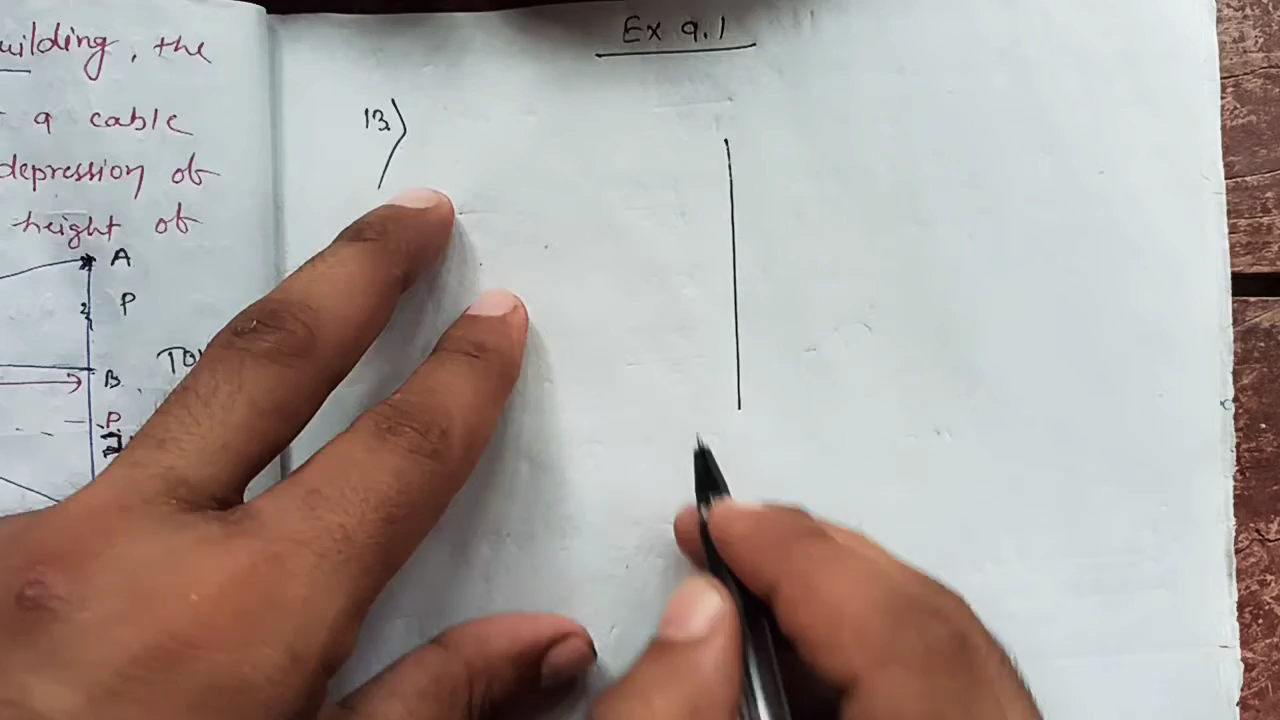 uilding, the
a cable
depression of
height of
A
P
B
P
Ex 9.1
13.